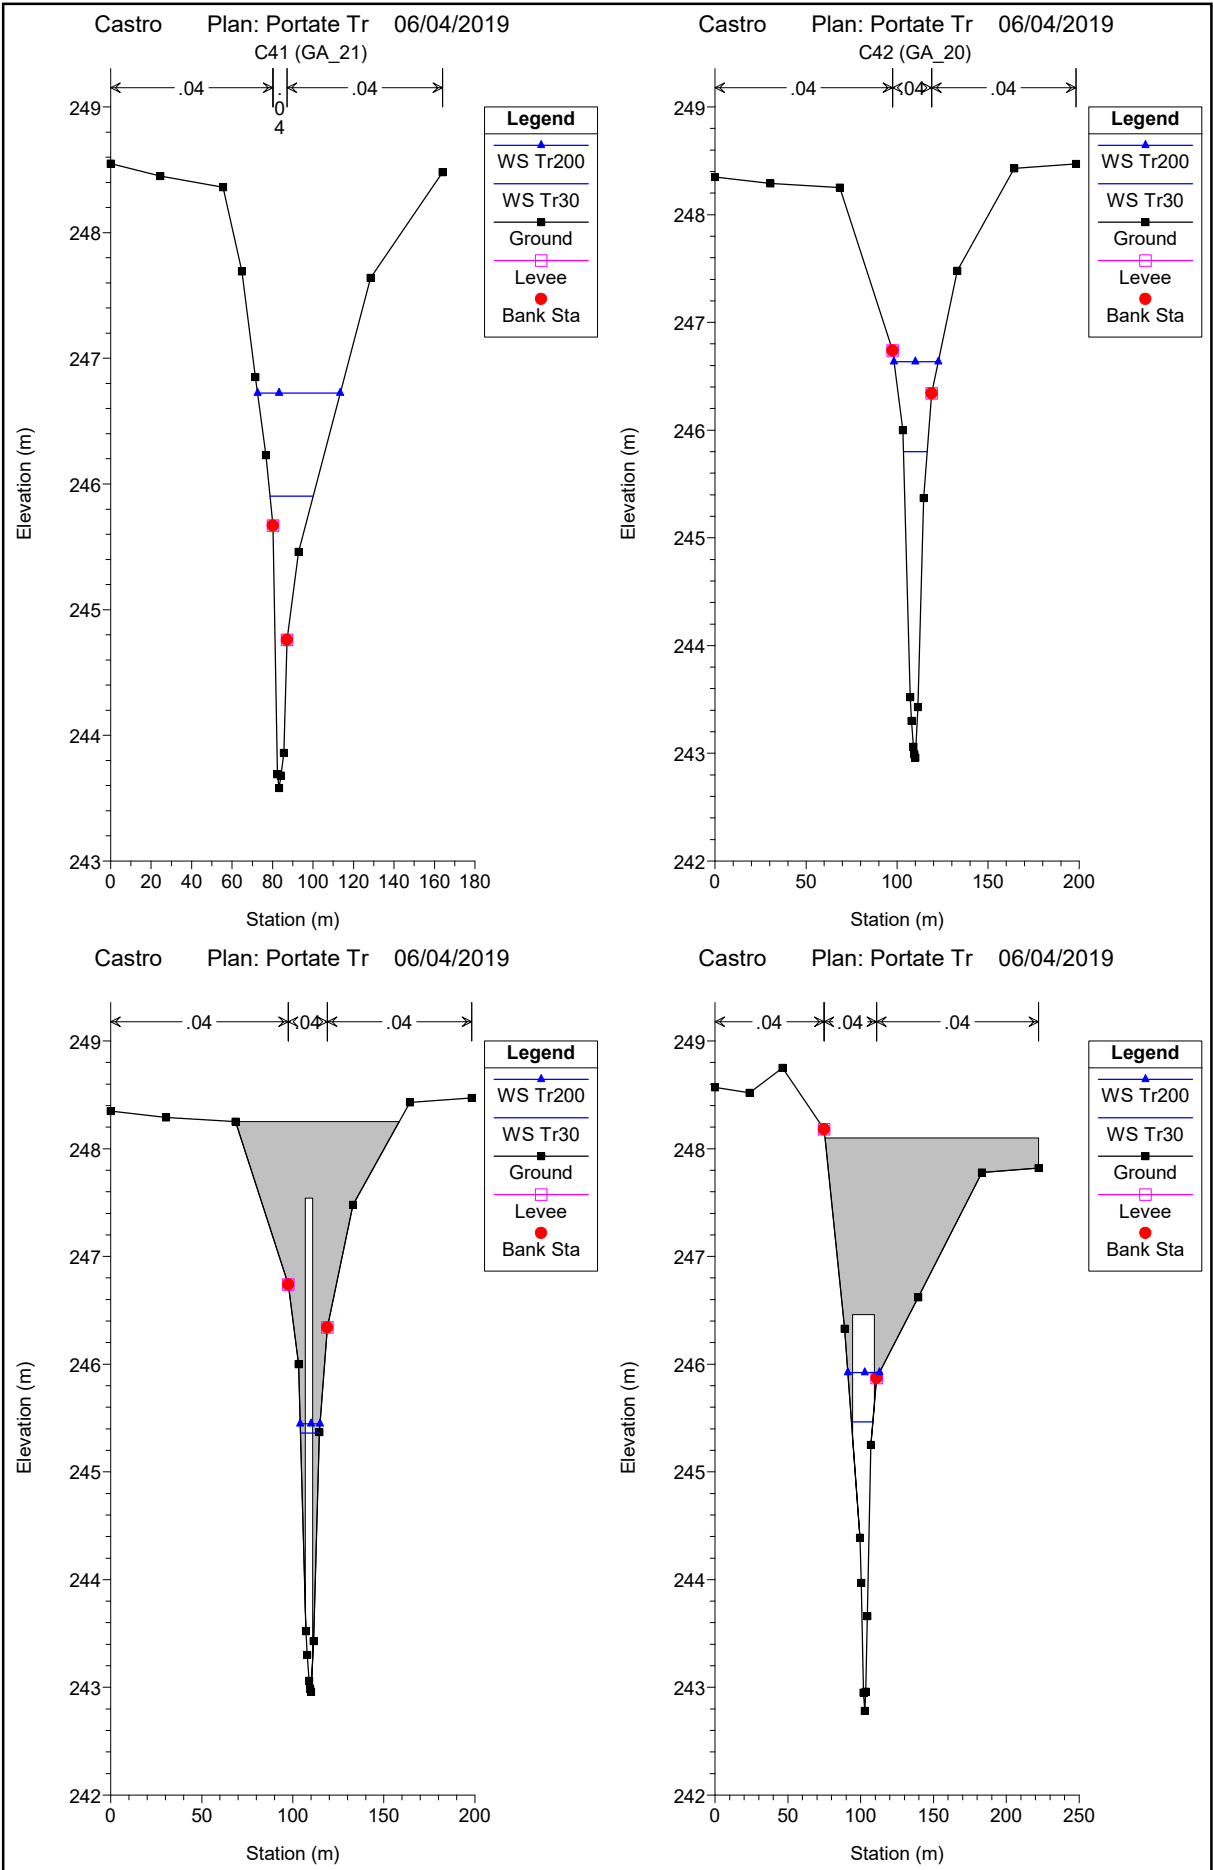 Castro Plan: Portate Tr 06/04/2019
C41 (GA_21)
.04 .04 .04
249
248
247
246
245
244
243
0 20 40 60 80 100 120 140 160 180
Station (m)
Elevation (m)
Legend
WS Tr200
WS Tr30
Ground
Levee
Bank Sta
Castro Plan: Portate Tr 06/04/2019
C42 (GA_20)
.04 .04 .04
249
248
247
246
245
244
243
242
0 50 100 150 200
Station (m)
Elevation (m)
Legend
WS Tr200
WS Tr30
Ground
Levee
Bank Sta
Castro Plan: Portate Tr 06/04/2019
.04 .04 .04
249
248
247
246
245
244
243
242
0 50 100 150 200
Station (m)
Elevation (m)
Legend
WS Tr200
WS Tr30
Ground
Levee
Bank Sta
Castro Plan: Portate Tr 06/04/2019
.04 .04 .04
249
248
247
246
245
244
243
242
0 50 100 150 200 250
Station (m)
Elevation (m)
Legend
WS Tr200
WS Tr30
Ground
Levee
Bank Sta